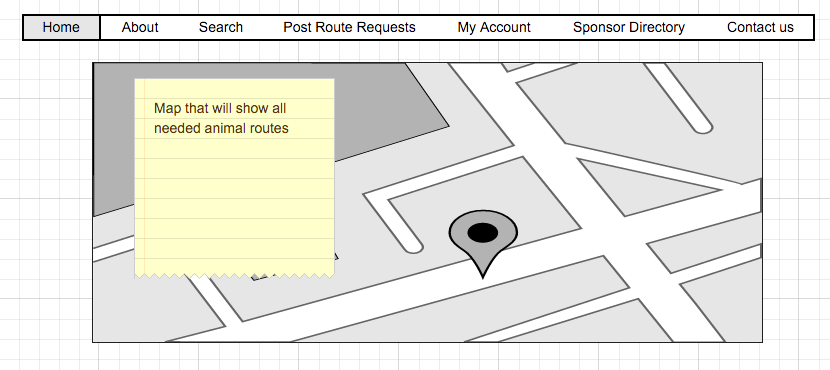 Home About Search Post Route Requests My Account Sponsor Directory Contact us
Map that will show all
needed animal routes